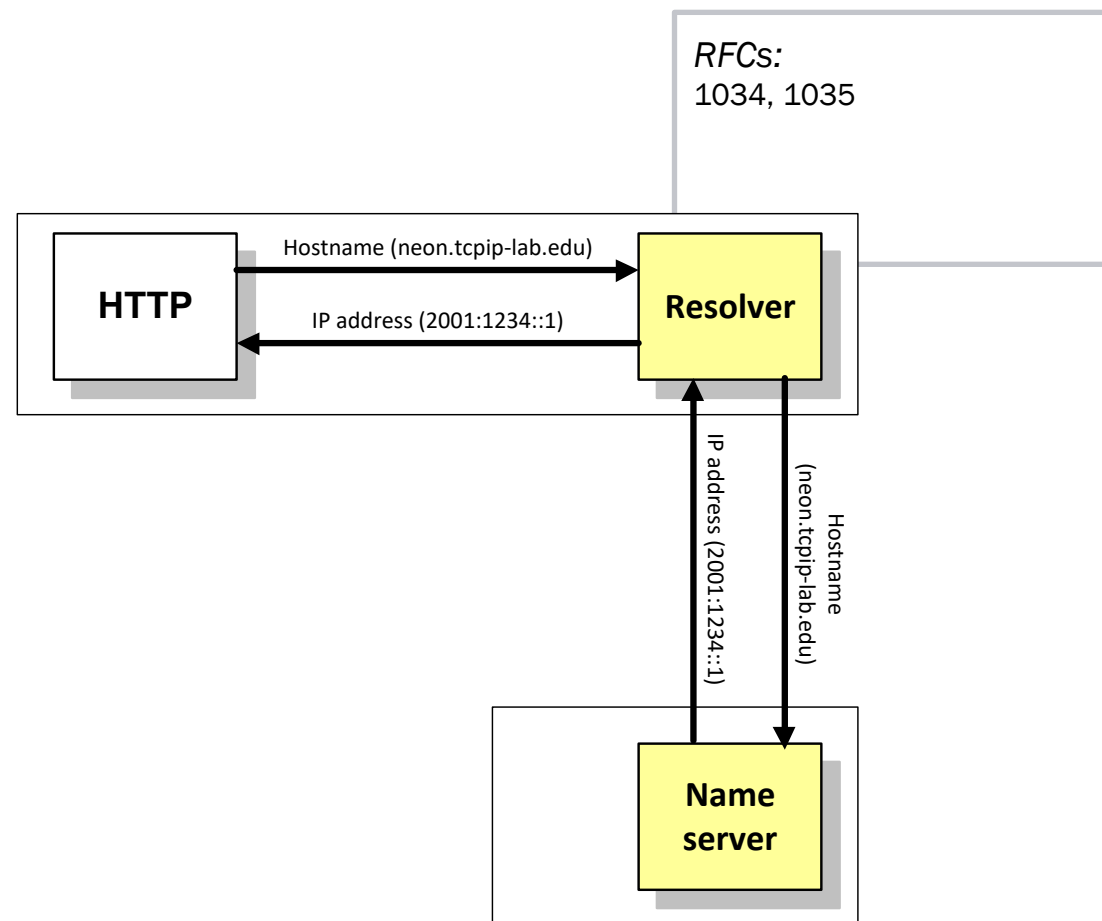 RFCs:
1034, 1035
Hostname (neon.tcpip-lab.edu)
HTTP
Resolver
IP address (2001:1234::1)
IP address (2001:1234::1)
Hostname
(neon.tcpip-lab.edu)
Name
server